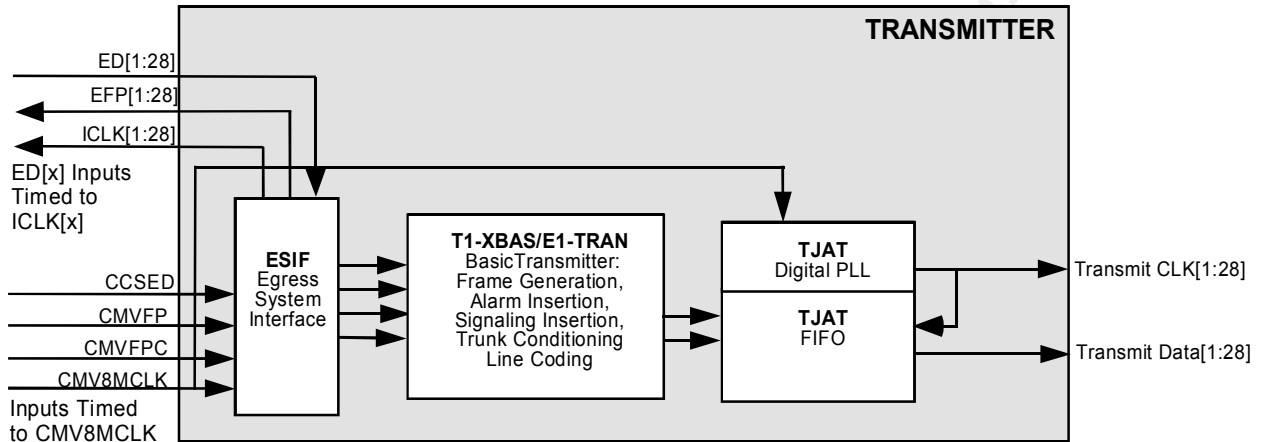 TRANSMITTER
ED[1:28]
EFP[1:28]
ICLK[1:28]
ED[x] Inputs
Timed to
ICLK[x]
CCSED
CMVFP
CMVFPC
CMV8MCLK
Inputs Timed
to CMV8MCLK
ESIF
Egress
System
Interface
T1-XBAS/E1-TRAN
BasicTransmitter:
Frame Generation,
Alarm Insertion,
Signaling Insertion,
Trunk Conditioning
Line Coding
TJAT
Digital PLL
TJAT
FIFO
Transmit CLK[1:28]
Transmit Data[1:28]